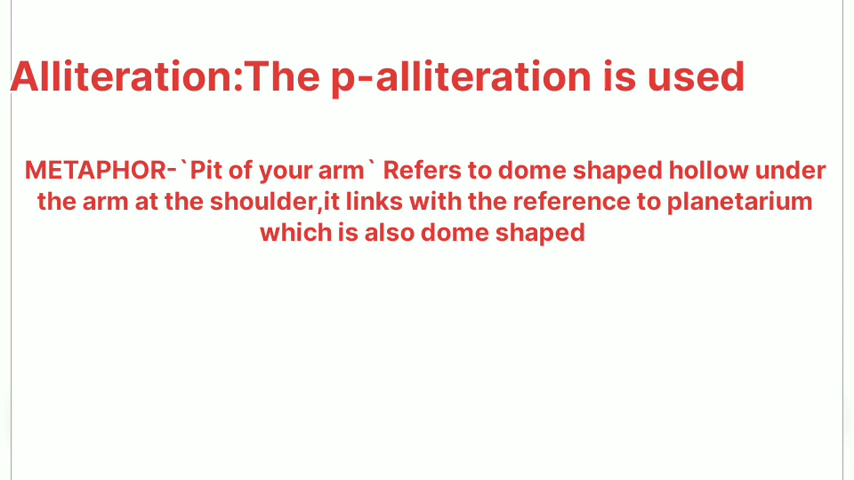 Alliteration:The p-alliteration is used
METAPHOR-`Pit of your arm` Refers to dome shaped hollow under
the arm at the shoulder,it links with the reference to planetarium
which is also dome shaped